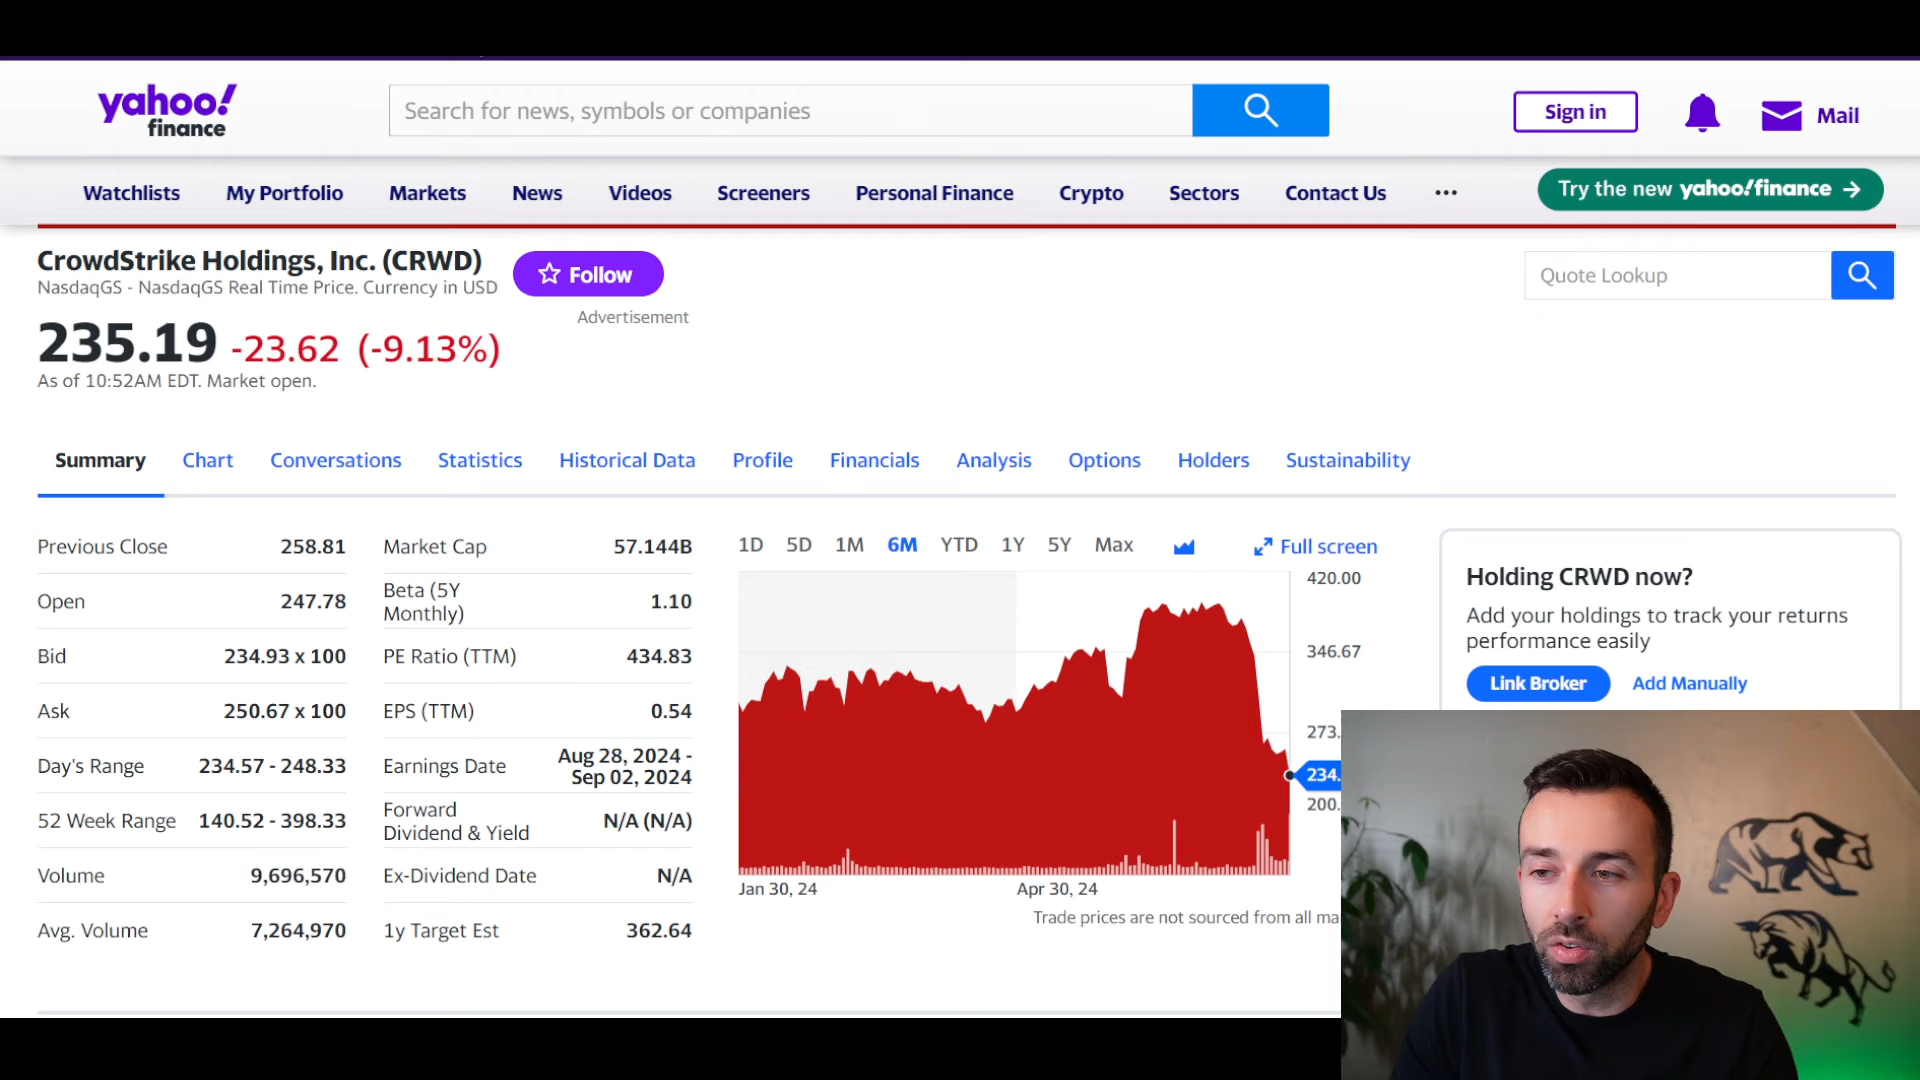 yahoo!
finance
Search for news, symbols or companies
Sign in
Mail
Watchlists My Portfolio Markets News Videos Screeners Personal Finance Crypto Sectors Contact Us ...
Try the new yahoo!finance →
CrowdStrike Holdings, Inc. (CRWD)
NasdaqGS - NasdaqGS Real Time Price. Currency in USD
Follow
Quote Lookup
Advertisement
235.19 -23.62 (-9.13%)
As of 10:52AM EDT. Market open.
Summary Chart Conversations Statistics Historical Data Profile Financials Analysis Options Holders Sustainability
Previous Close 258.81
Open 247.78
Bid 234.93 x 100
Ask 250.67 x 100
Day's Range 234.57 - 248.33
52 Week Range 140.52 - 398.33
Volume 9,696,570
Avg. Volume 7,264,970
Market Cap 57.144B
Beta (5Y
Monthly) 1.10
PE Ratio (TTM) 434.83
EPS (TTM) 0.54
Earnings Date Aug 28, 2024 -
Sep 02, 2024
Forward
Dividend & Yield N/A (N/A)
Ex-Dividend Date N/A
1y Target Est 362.64
1D 5D 1M 6M YTD 1Y 5Y Max
Full screen
420.00
346.67
273.
234.
200.
Jan 30, 24 Apr 30, 24
Trade prices are not sourced from all ma
Holding CRWD now?
Add your holdings to track your returns
performance easily
Link Broker Add Manually